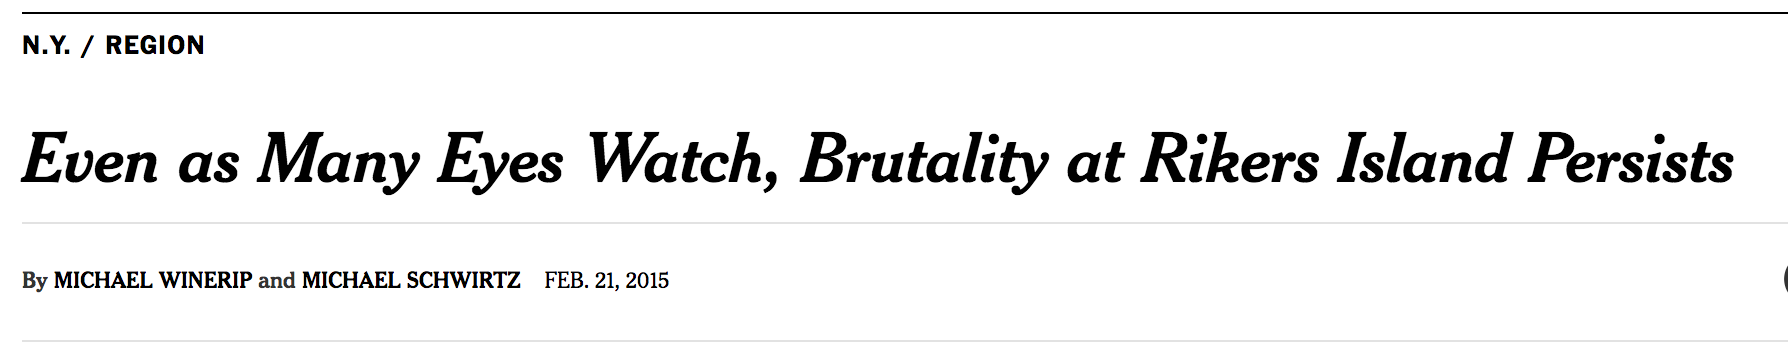 N.Y. / REGION
Even as Many Eyes Watch, Brutality at Rikers Island Persists
By MICHAEL WINERIP and MICHAEL SCHWIRTZ FEB. 21, 2015